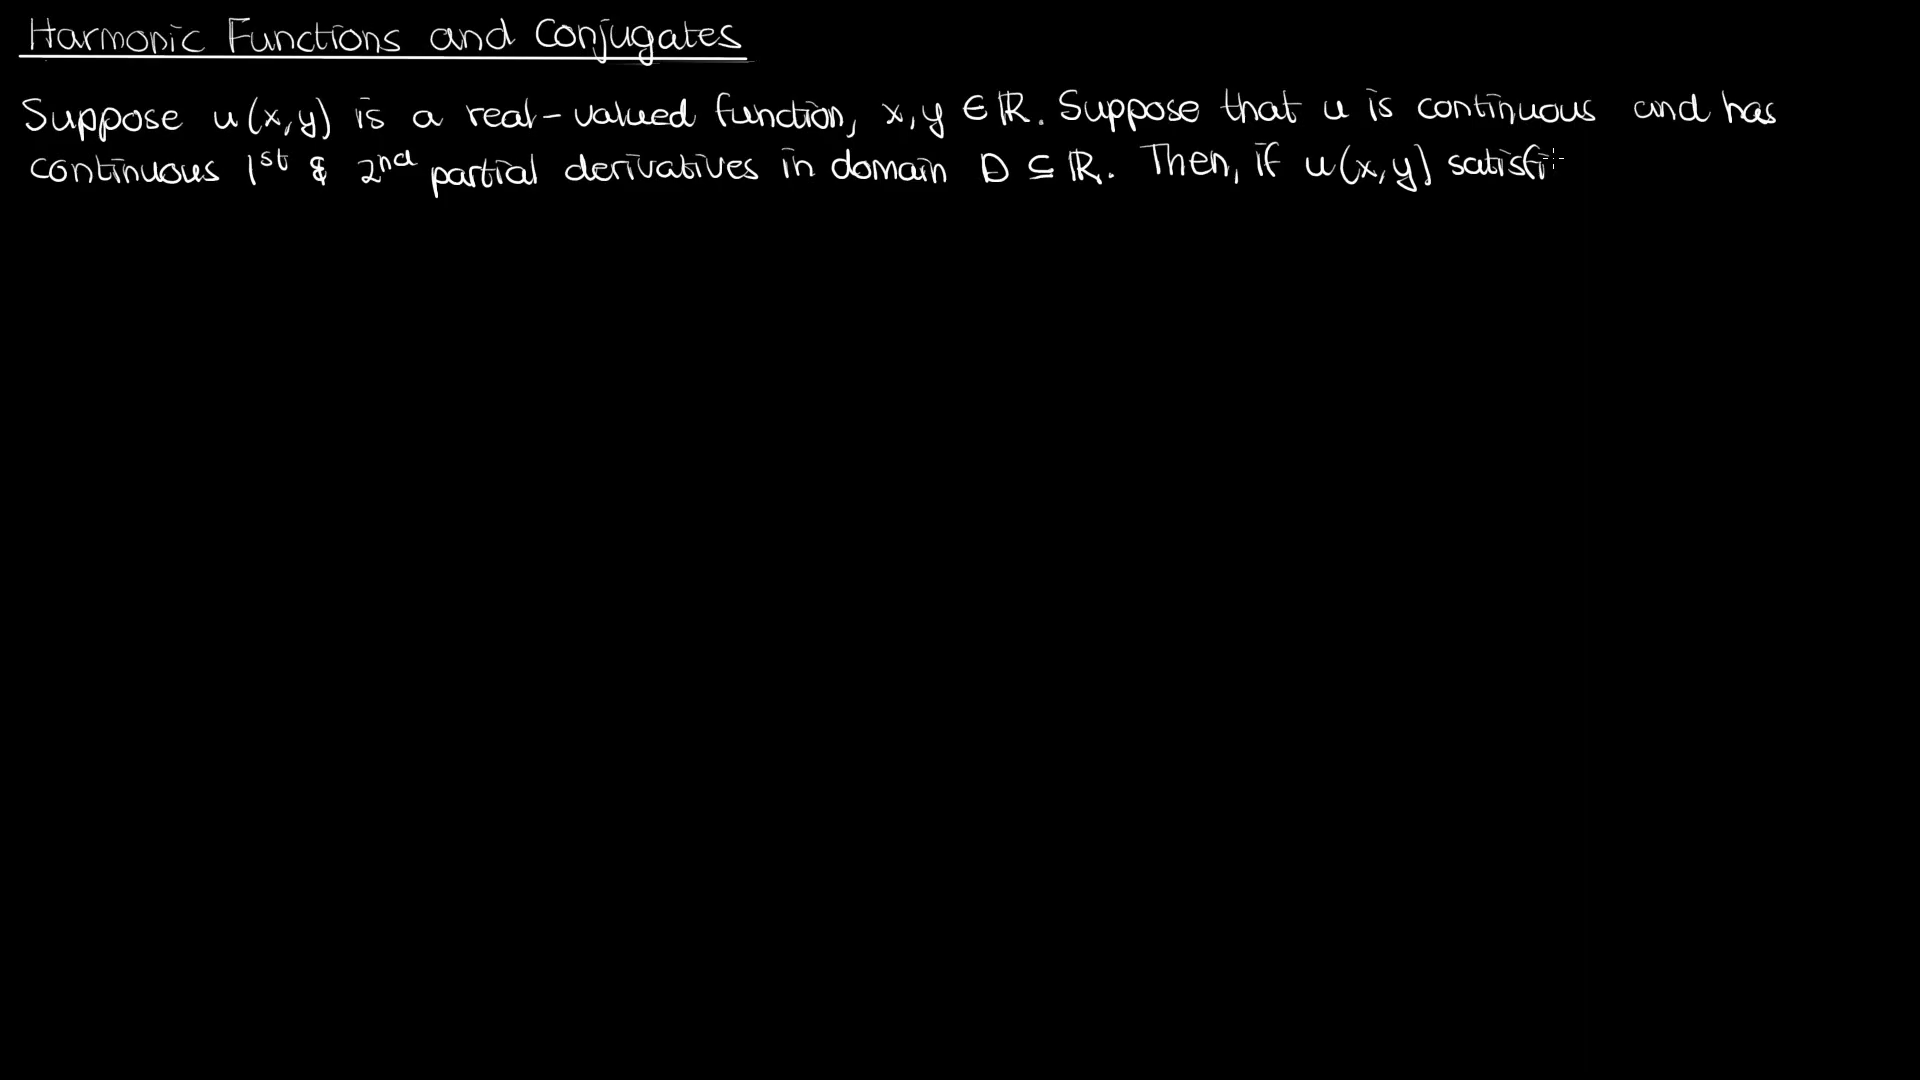 Harmonic Functions and Conjugates
Suppose u(x,y) is a real-valued function, x,y ∈ ℝ. Suppose that u is continuous and has
continuous 1st & 2nd partial derivatives in domain D ⊆ ℝ. Then, if u(x,y) satisfi